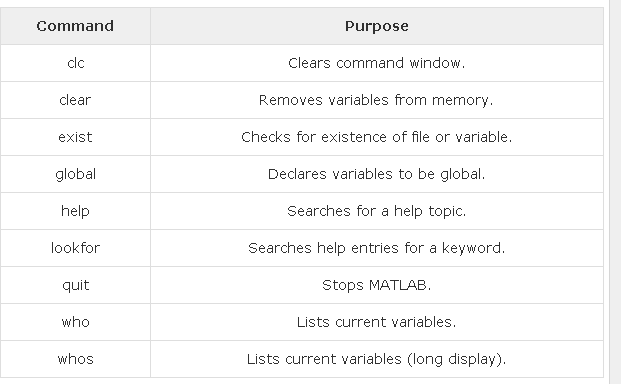 Command Purpose
clc Clears command window.
clear Removes variables from memory.
exist Checks for existence of file or variable.
global Declares variables to be global.
help Searches for a help topic.
lookfor Searches help entries for a keyword.
quit Stops MATLAB.
who Lists current variables.
whos Lists current variables (long display).